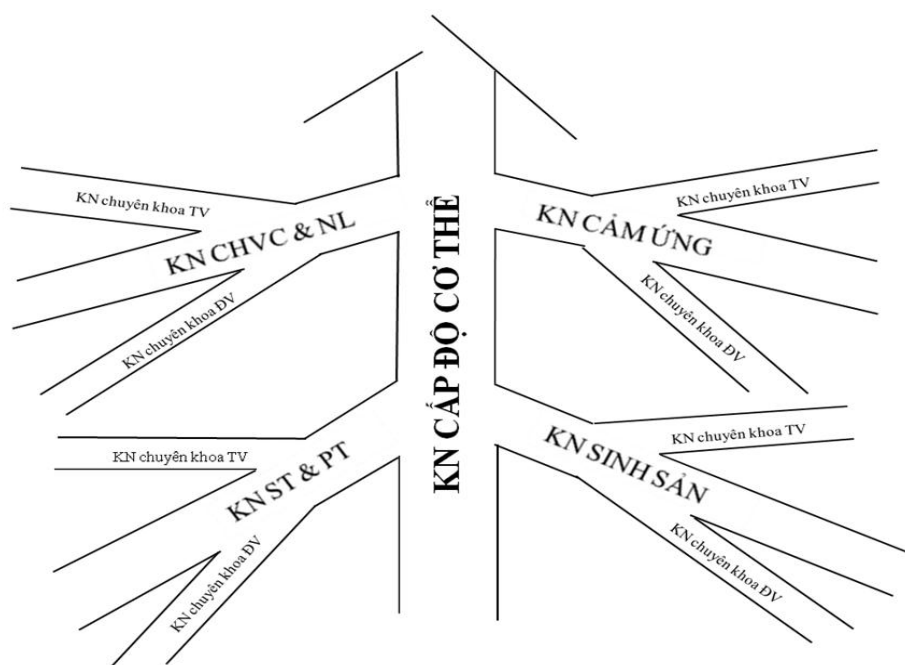 KN chuyên khoa TV
KN CHVC & NL
KN chuyên khoa ĐV
KN chuyên khoa TV
KN CẢM ỨNG
KN chuyên khoa ĐV
KN CẤP ĐỘ CƠ THỂ
KN chuyên khoa TV
KN ST & PT
KN chuyên khoa ĐV
KN chuyên khoa TV
KN SINH SẢN
KN chuyên khoa ĐV